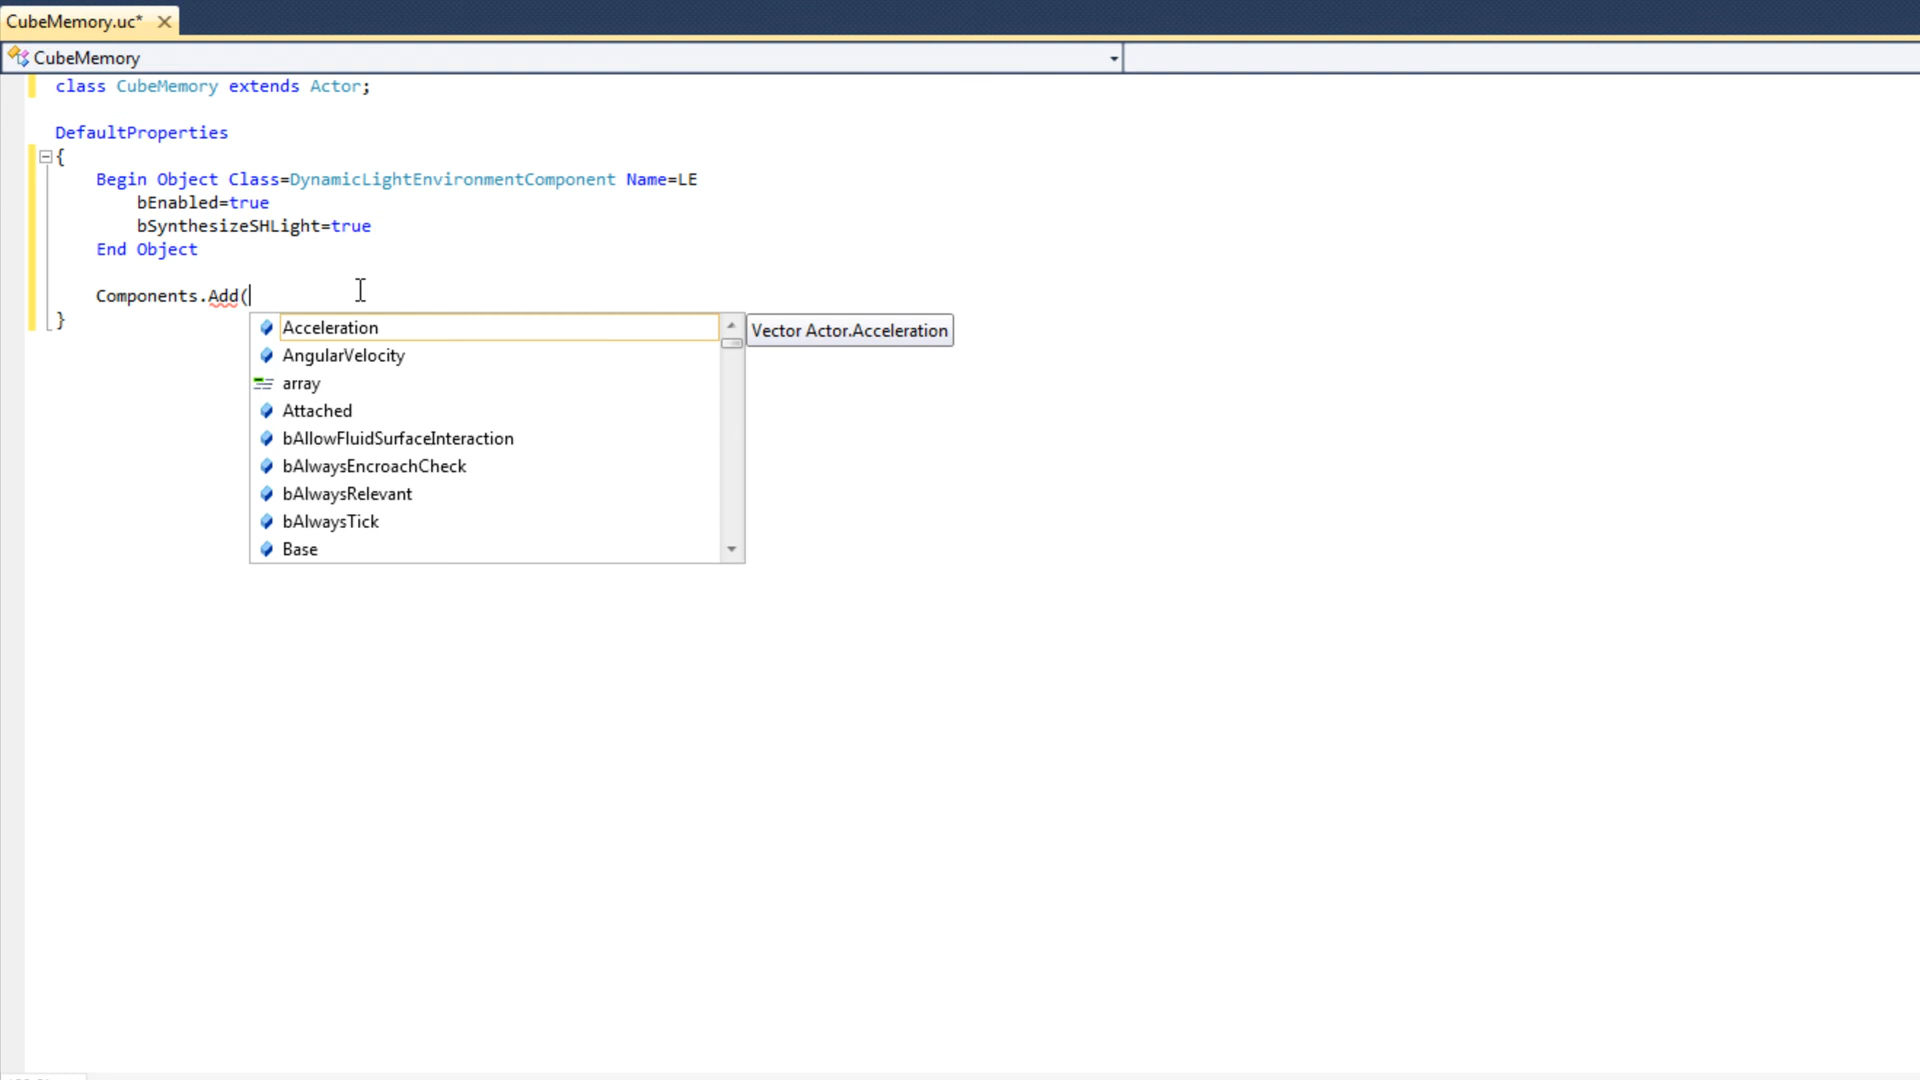 CubeMemory.uc*
CubeMemory
class CubeMemory extends Actor;
DefaultProperties
{
Begin Object Class=DynamicLightEnvironmentComponent Name=LE
bEnabled=true
bSynthesizeSHLight=true
End Object
Components.Add(
}
Acceleration
Vector Actor.Acceleration
AngularVelocity
array
Attached
bAllowFluidSurfaceInteraction
bAlwaysEncroachCheck
bAlwaysRelevant
bAlwaysTick
Base